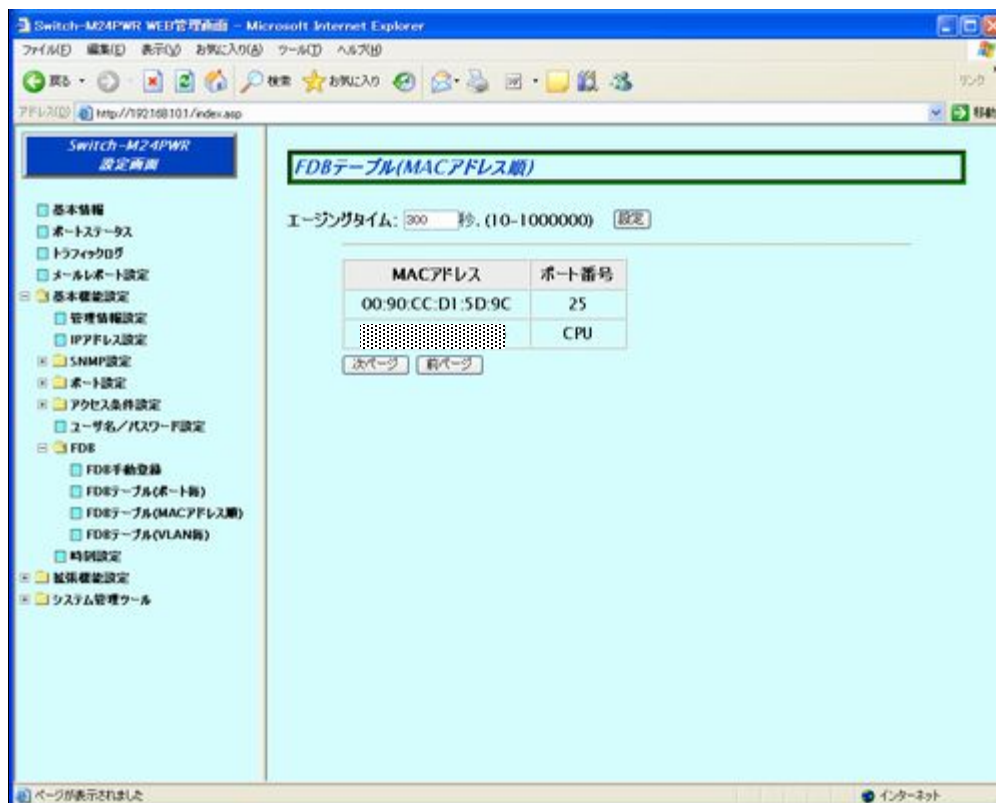 Switch-M24PWR WEB管理画面 - Microsoft Internet Explorer
ファイル(F) 編集(E) 表示(V) お気に入り(A) ツール(T) ヘルプ(H)
戻る 検索 お気に入り リンク
アドレス(D) http://192168101/index.asp 移動
Switch-M24PWR
設定画面
基本情報
ポートステータス
トラフィックログ
メールレポート設定
基本機能設定
管理情報設定
IPアドレス設定
SNMP設定
ポート設定
アクセス条件設定
ユーザ名/パスワード設定
FDB
FDB手動登録
FDBテーブル(ポート毎)
FDBテーブル(MACアドレス順)
FDBテーブル(VLAN毎)
時刻設定
拡張機能設定
システム管理ツール
FDBテーブル(MACアドレス順)
エージングタイム: 300 秒. (10-1000000) 設定
MACアドレス ポート番号
00:90:CC:D1:5D:9C 25
CPU
次ページ 前ページ
ページが表示されました インターネット